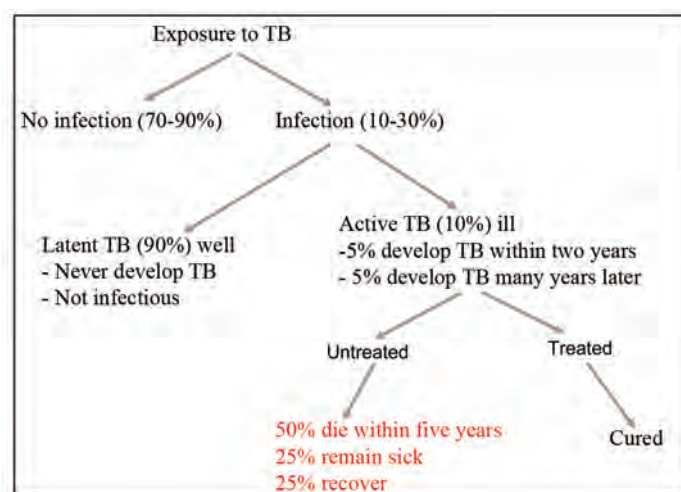 Exposure to TB
No infection (70-90%)
Infection (10-30%)
Latent TB (90%) well
- Never develop TB
- Not infectious
Active TB (10%) ill
-5% develop TB within two years
- 5% develop TB many years later
Untreated
Treated
50% die within five years
25% remain sick
25% recover
Cured